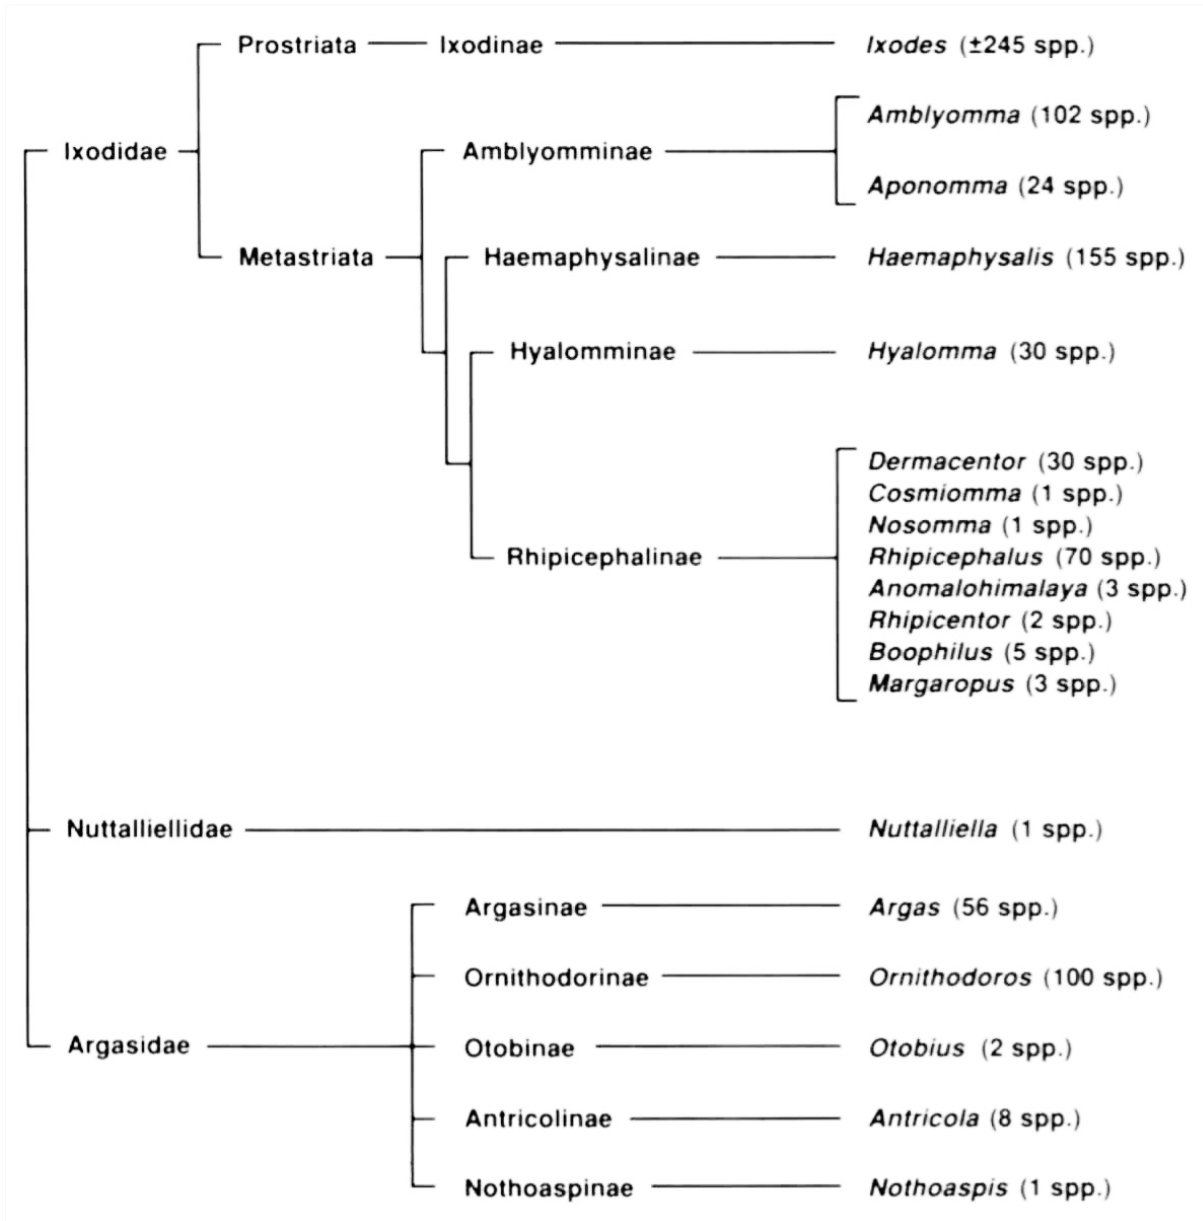 Prostriata Ixodinae Ixodes (±245 spp.)
Amblyomma (102 spp.)
Ixodidae Amblyomminae
Aponomma (24 spp.)
Metastriata Haemaphysalinae Haemaphysalis (155 spp.)
Hyalomminae Hyalomma (30 spp.)
Dermacentor (30 spp.)
Cosmiomma (1 spp.)
Nosomma (1 spp.)
Rhipicephalinae Rhipicephalus (70 spp.)
Anomalohimalaya (3 spp.)
Rhipicentor (2 spp.)
Boophilus (5 spp.)
Margaropus (3 spp.)
Nuttalliellidae Nuttalliella (1 spp.)
Argasinae Argas (56 spp.)
Ornithodorinae Ornithodoros (100 spp.)
Argasidae Otobinae Otobius (2 spp.)
Antricolinae Antricola (8 spp.)
Nothoaspinae Nothoaspis (1 spp.)